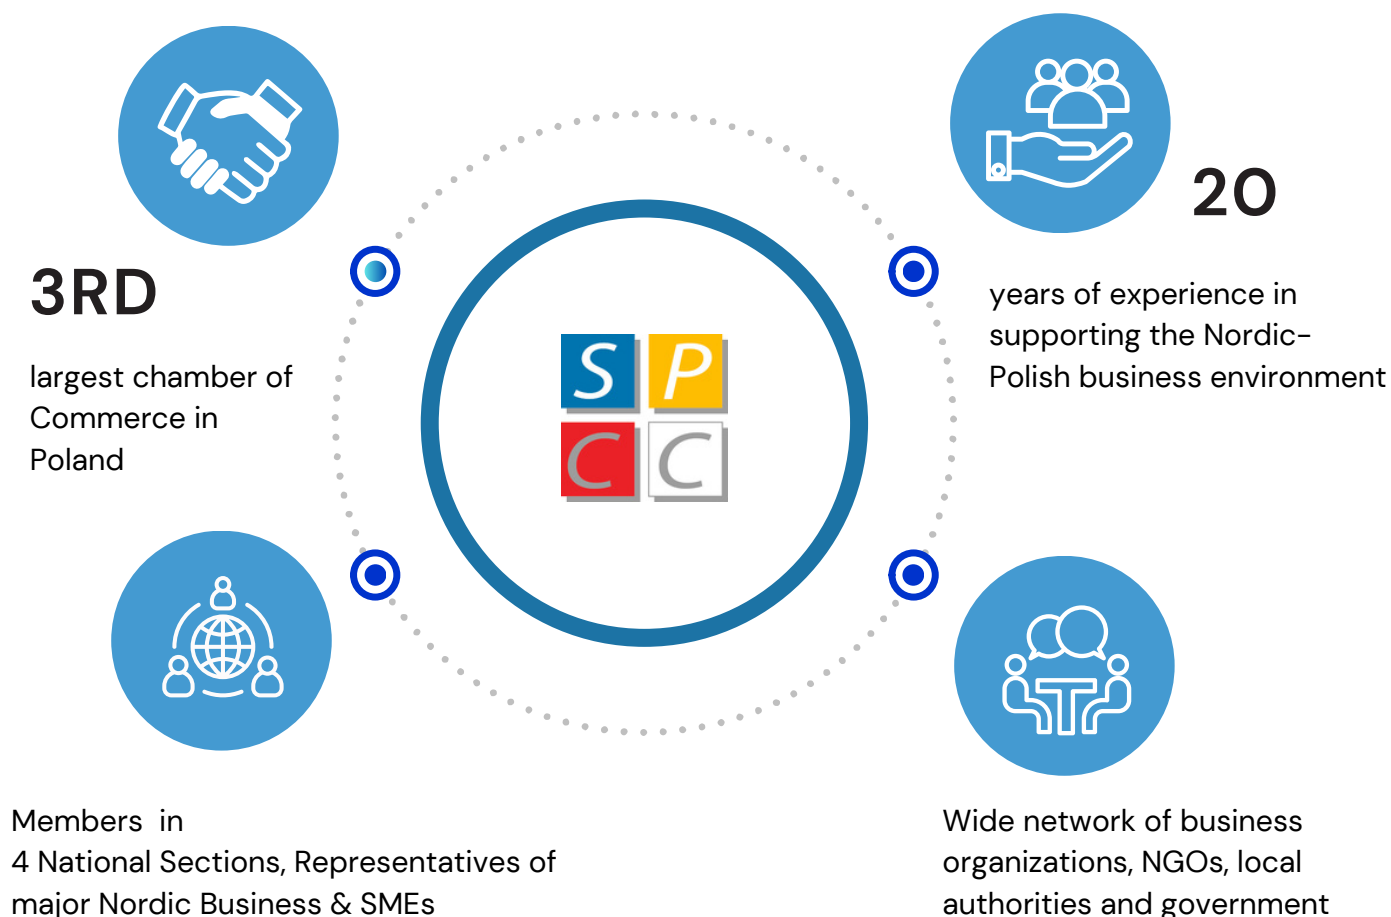 3RD
largest chamber of
Commerce in
Poland
20
years of experience in
supporting the Nordic-
Polish business environment
S P
C C
Members in
4 National Sections, Representatives of
major Nordic Business & SMEs
Wide network of business
organizations, NGOs, local
authorities and government